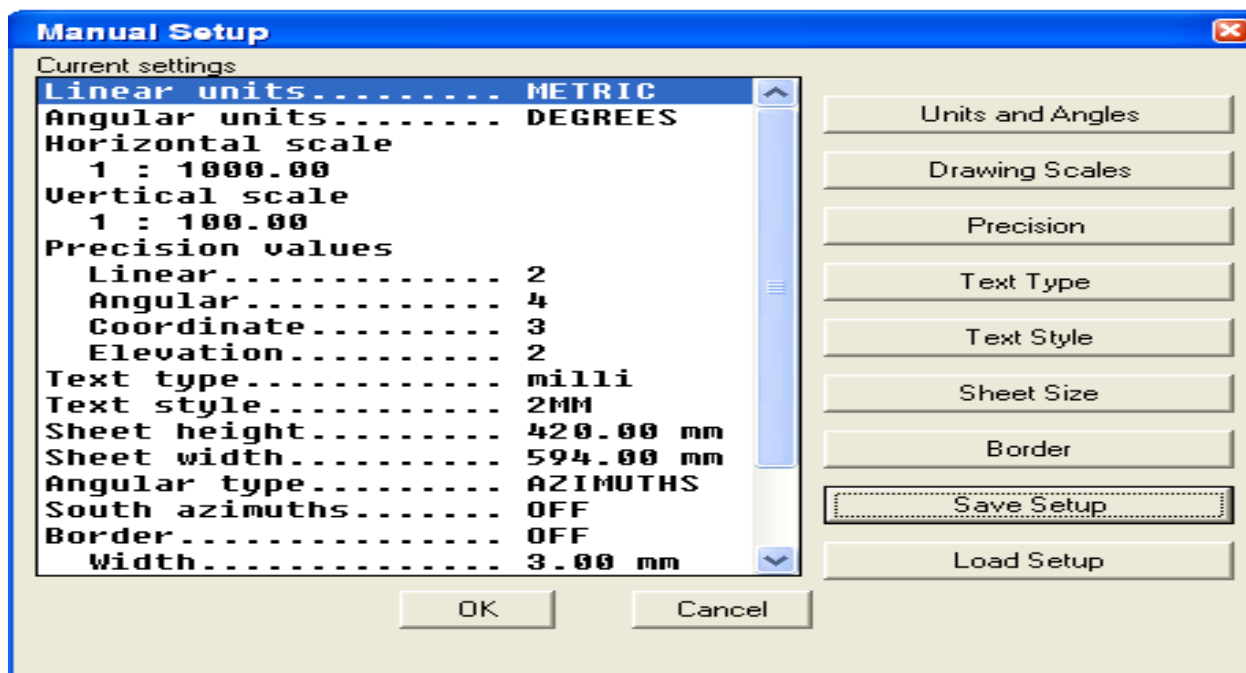 Manual Setup
Current settings
Linear units......... METRIC
Angular units........ DEGREES
Horizontal scale
1 : 1000.00
Vertical scale
1 : 100.00
Precision values
Linear............. 2
Angular............ 4
Coordinate......... 3
Elevation.......... 2
Text type............ milli
Text style........... 2MM
Sheet height......... 420.00 mm
Sheet width.......... 594.00 mm
Angular type......... AZIMUTHS
South azimuths....... OFF
Border............... OFF
Width.............. 3.00 mm
Units and Angles
Drawing Scales
Precision
Text Type
Text Style
Sheet Size
Border
Save Setup
Load Setup
OK
Cancel